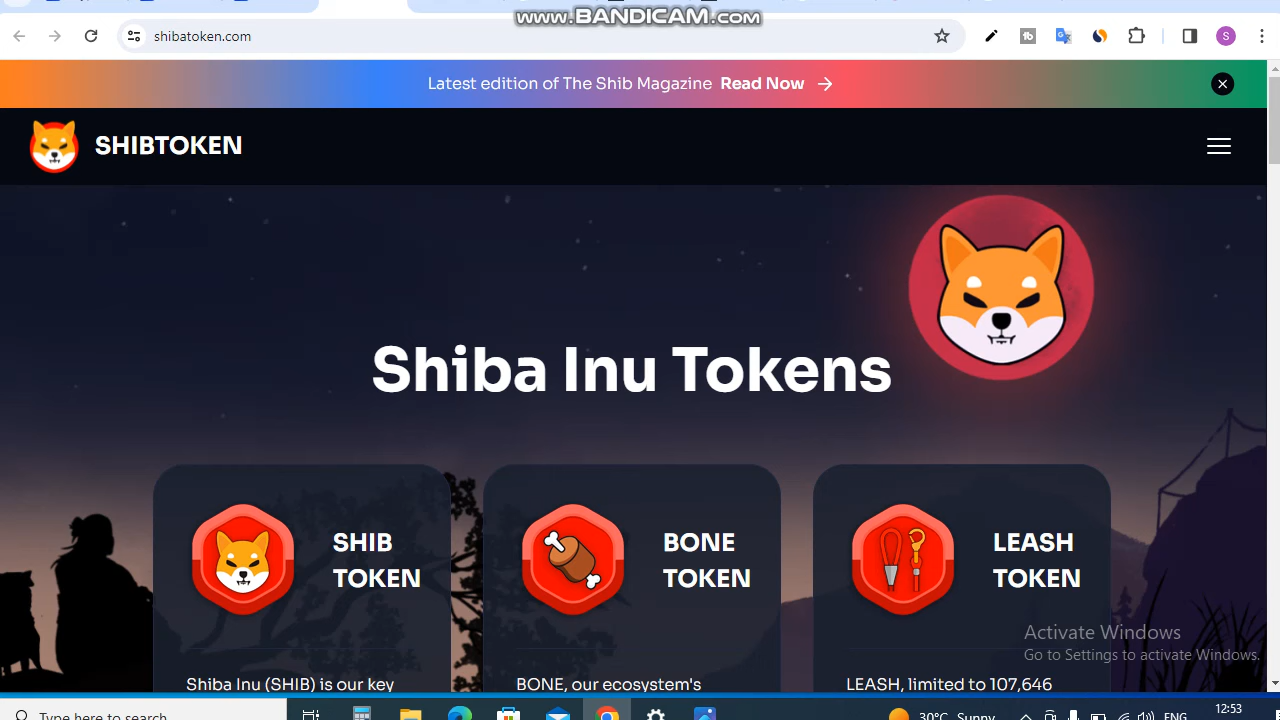 www.BANDICAM.com
shibatoken.com
S
Latest edition of The Shib Magazine Read Now →
SHIBTOKEN
Shiba Inu Tokens
SHIB
TOKEN
BONE
TOKEN
LEASH
TOKEN
Activate Windows
Go to Settings to activate Windows.
Shiba Inu (SHIB) is our key
BONE, our ecosystem's
LEASH, limited to 107,646
Type here to search
30°C Sunny
ENG
12:53